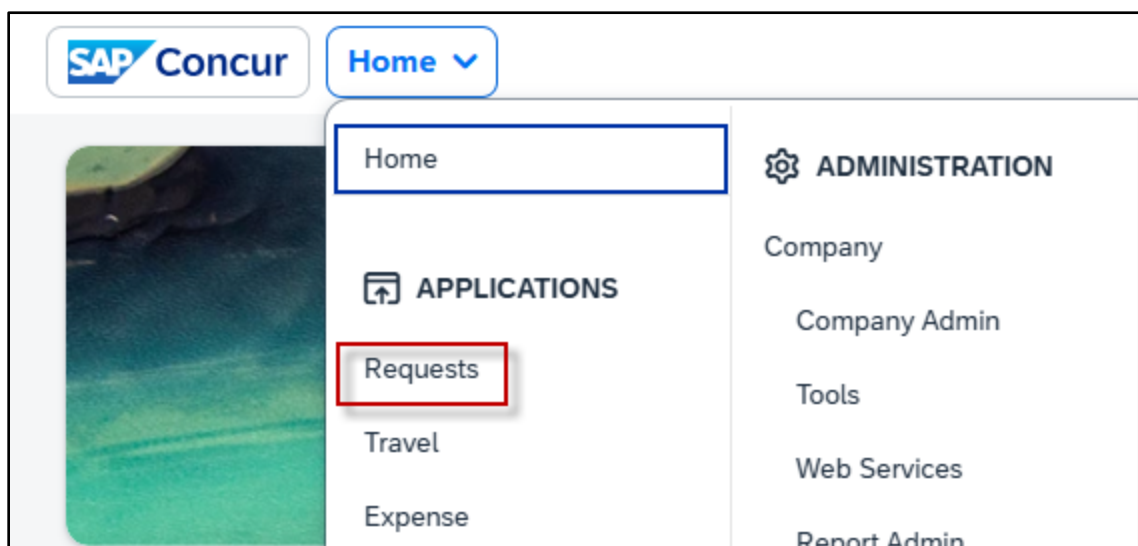 SAP Concur
Home
Home
APPLICATIONS
Requests
Travel
Expense
ADMINISTRATION
Company
Company Admin
Tools
Web Services
Report Admin